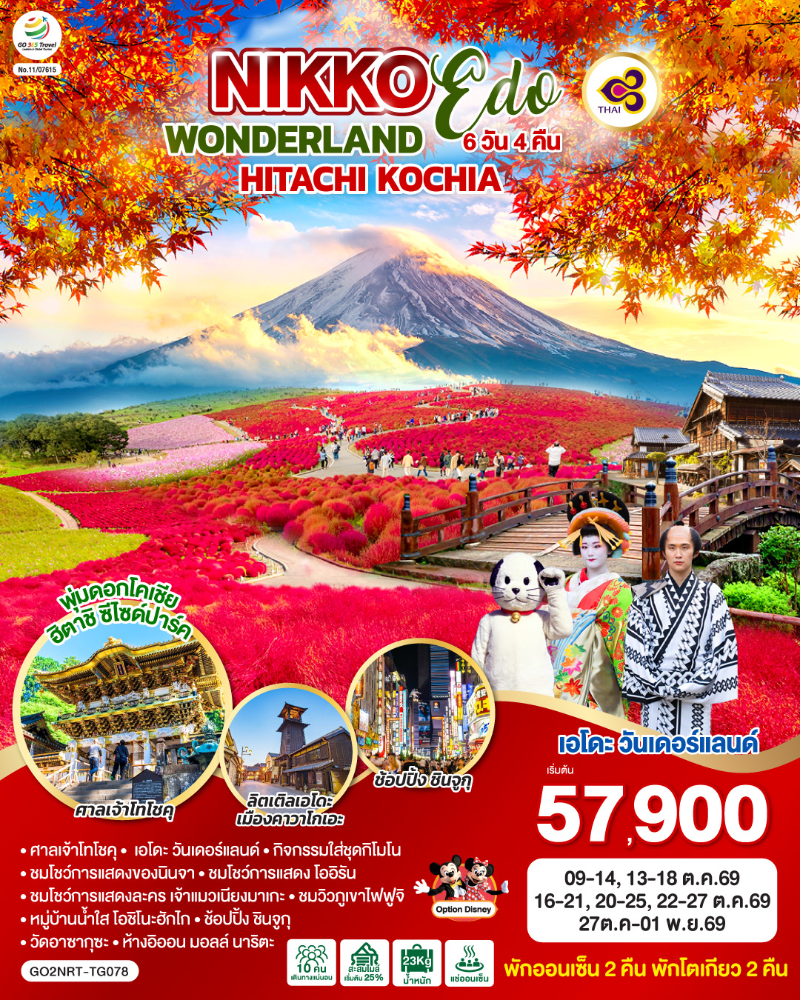 GO 365 Travel
Leaders in Global Tourism
No.11/07615
NIKKO Edo
WONDERLAND
6 วัน 4 คืน
HITACHI KOCHIA
THAI
พุ่มดอกโคเชีย
ฮิตาชิ ซีไซด์ปาร์ค
ศาลเจ้าโทโชคุ
ลิตเติลเอโดะ
เมืองคาวาโกเอะ
ช้อปปิ้ง ชินจูกุ
เอโดะ วันเดอร์แลนด์
เริ่มต้น
57,900
09-14, 13-18 ต.ค.69
16-21, 20-25, 22-27 ต.ค.69
27ต.ค-01 พ.ย.69
• ศาลเจ้าโทโชคุ • เอโดะ วันเดอร์แลนด์ • กิจกรรมใส่ชุดกิโมโน
• ชมโชว์การแสดงของนินจา • ชมโชว์การแสดง โออิรัน
• ชมโชว์การแสดงละคร เจ้าแมวเนียงมาเกะ • ชมวิวภูเขาไฟฟูจิ
• หมู่บ้านน้ำใส โอชิโนะฮักไก • ช้อปปิ้ง ชินจูกุ
• วัดอาซากุซะ • ห้างอิออน มอลล์ นาริตะ
Option Disney
GO2NRT-TG078
10 คน
เดินทางแน่นอน
สะสมไมล์
เริ่มต้น 25%
23Kg
น้ำหนัก
แช่ออนเซ็น
พักออนเซ็น 2 คืน พักโตเกียว 2 คืน